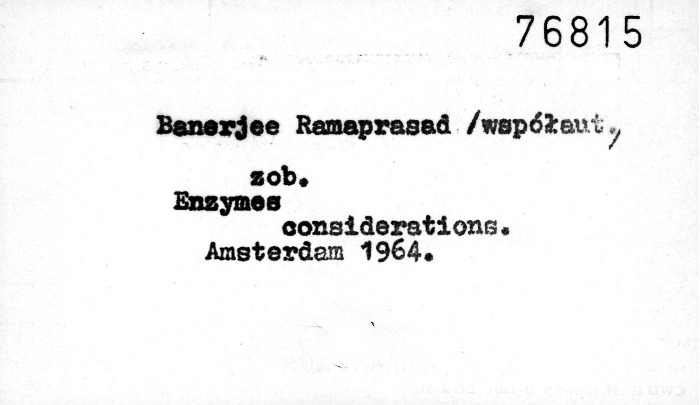 76815
Banerjee Ramaprasad /współaut./
zob.
Enzymes
considerations.
Amsterdam 1964.